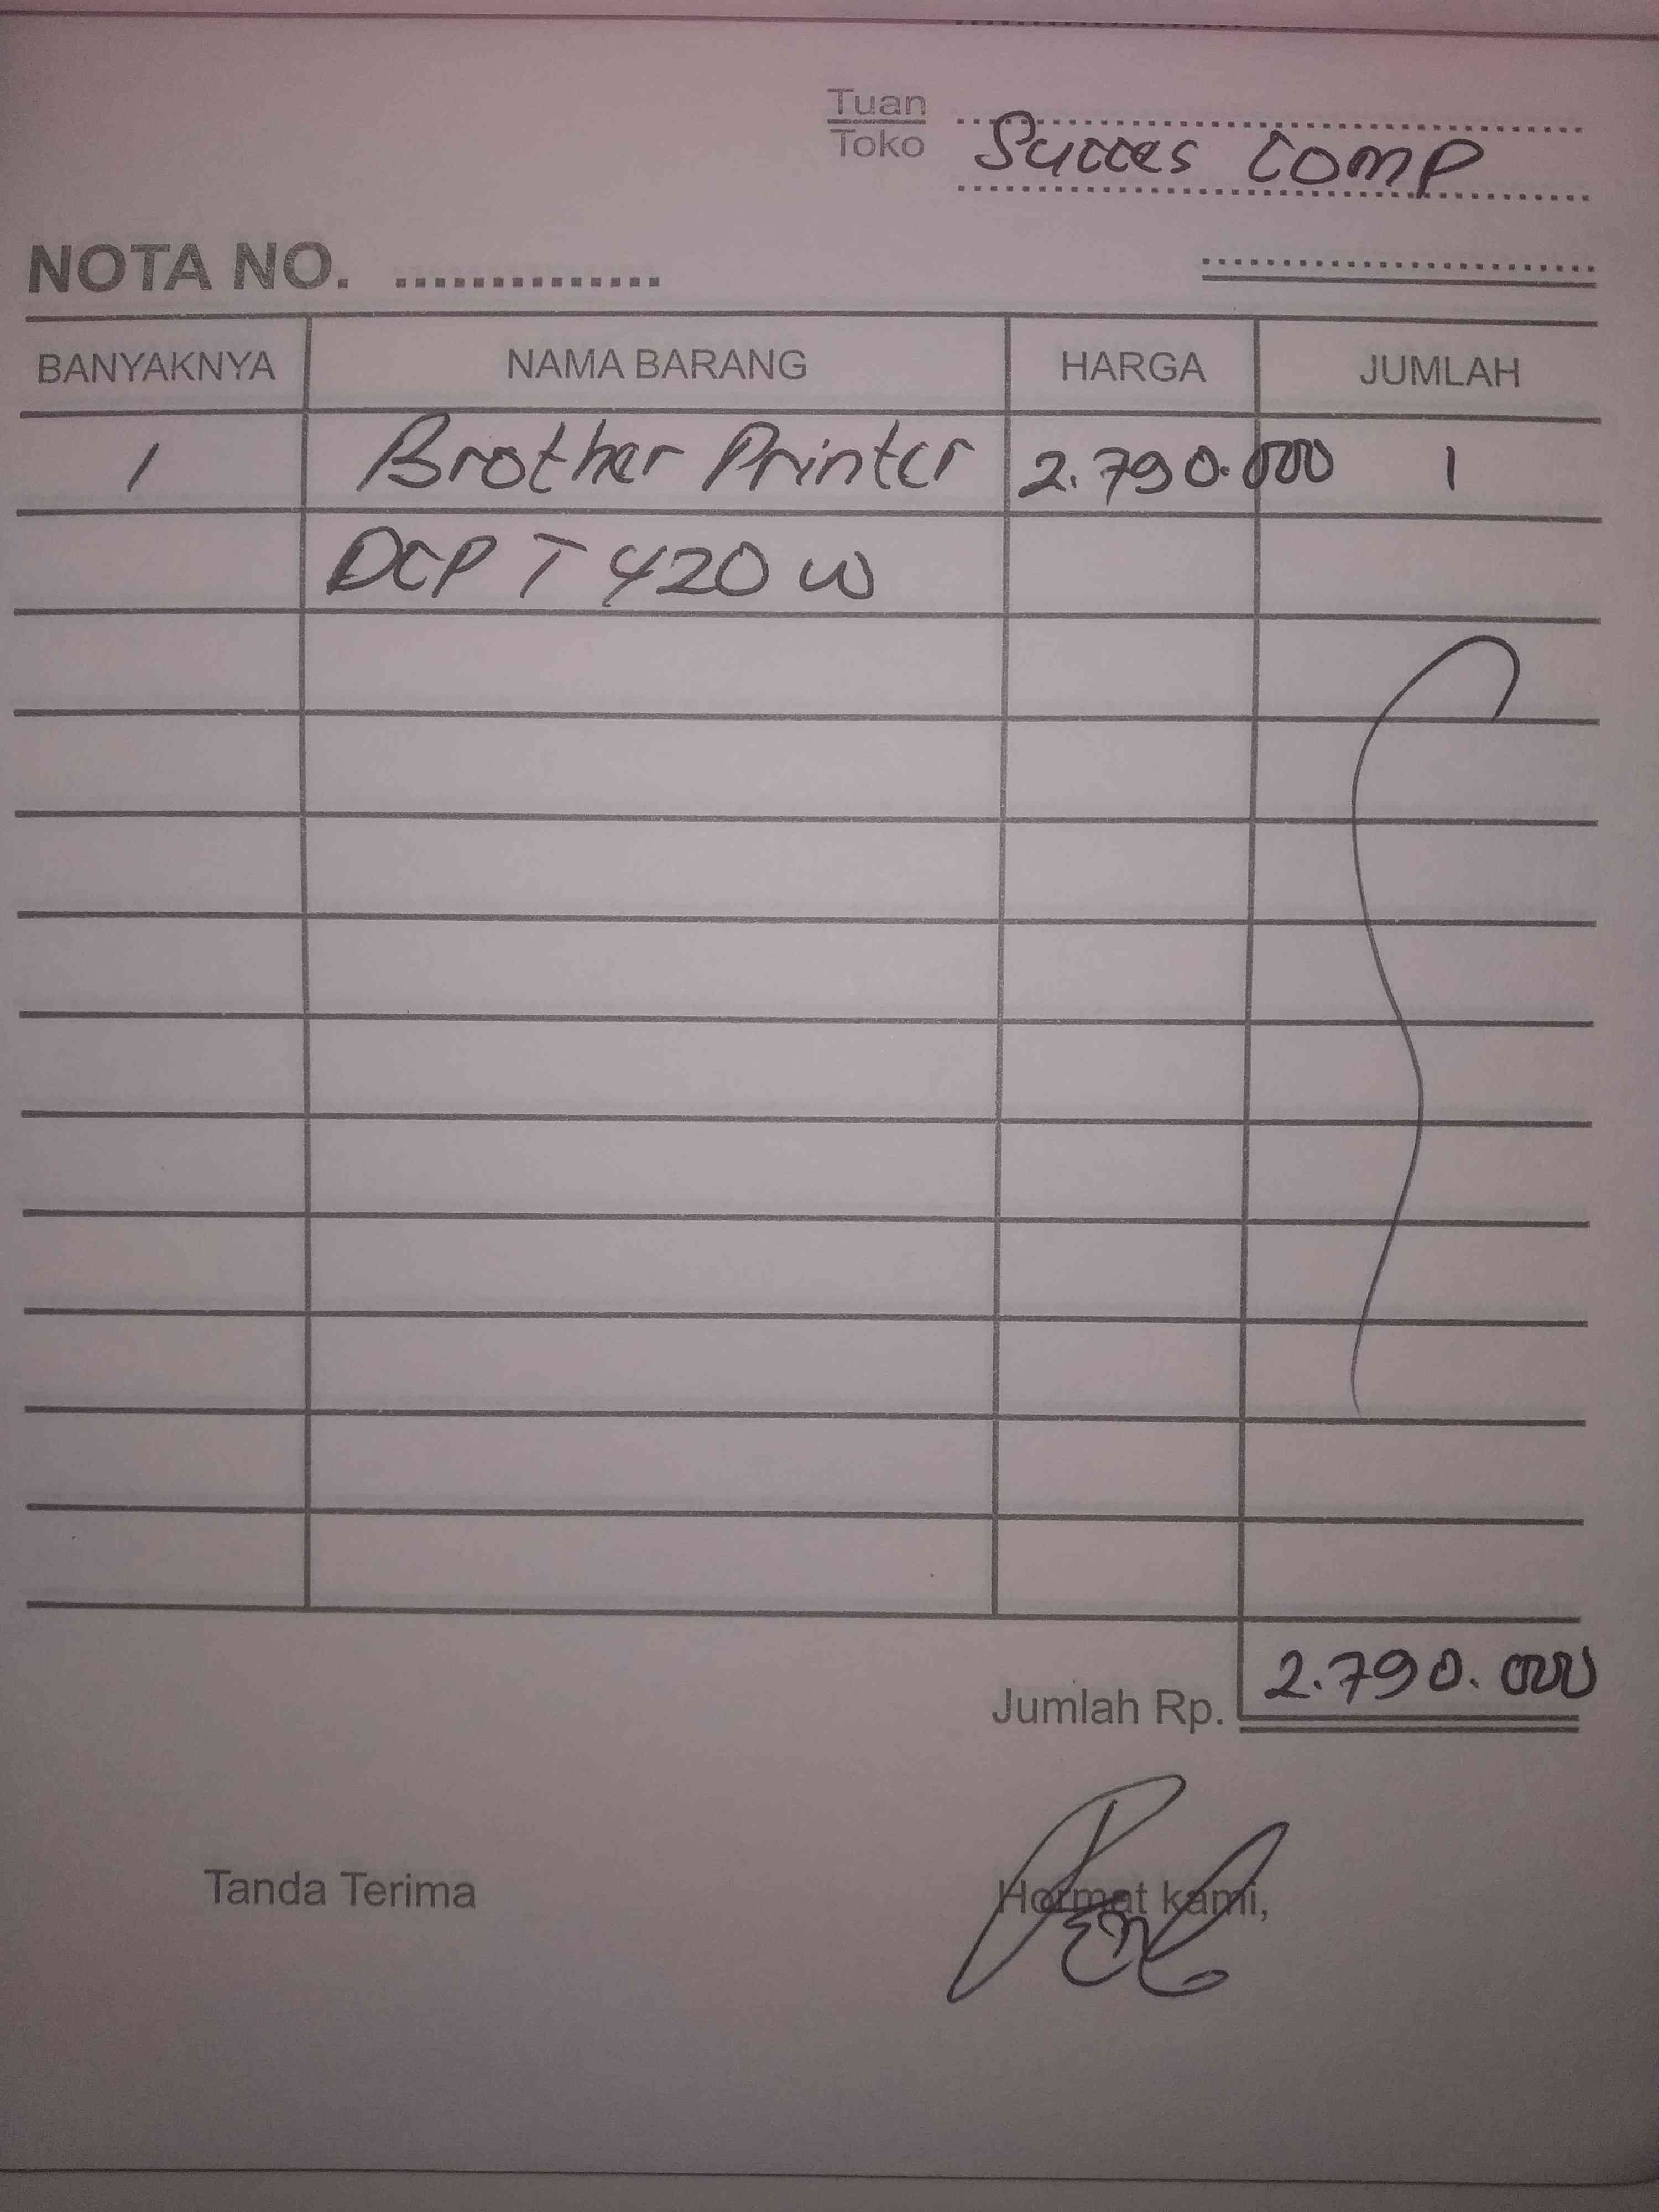 Tuan
Toko Succes Comp
NOTA NO. ..............
BANYAKNYA NAMA BARANG HARGA JUMLAH
1 Brother Printer 2.790.000 1
DCP T 420 W
Jumlah Rp. 2.790.000
Tanda Terima Hormat kami,